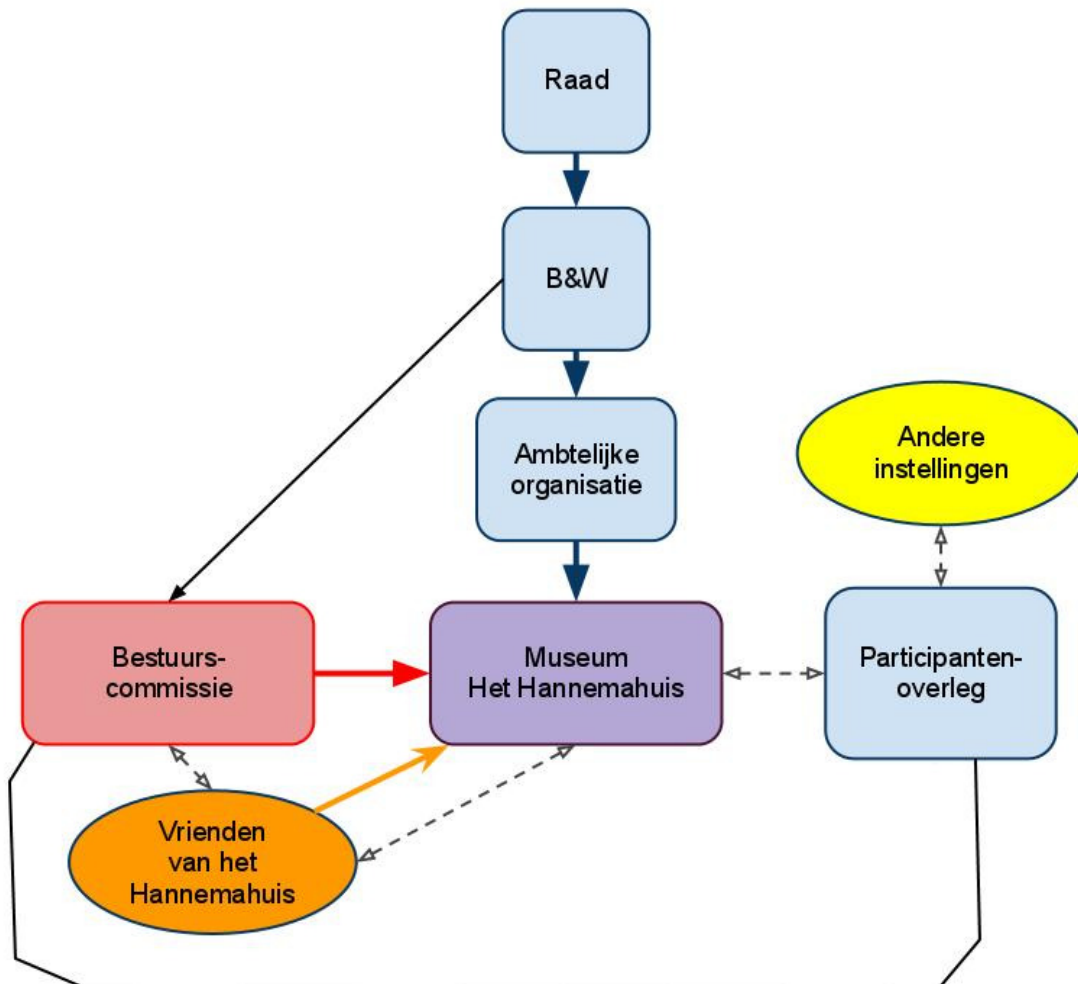 Raad
B&W
Ambtelijke
organisatie
Andere
instellingen
Bestuurs-
commissie
Museum
Het Hannemahuis
Participanten-
overleg
Vrienden
van het
Hannemahuis